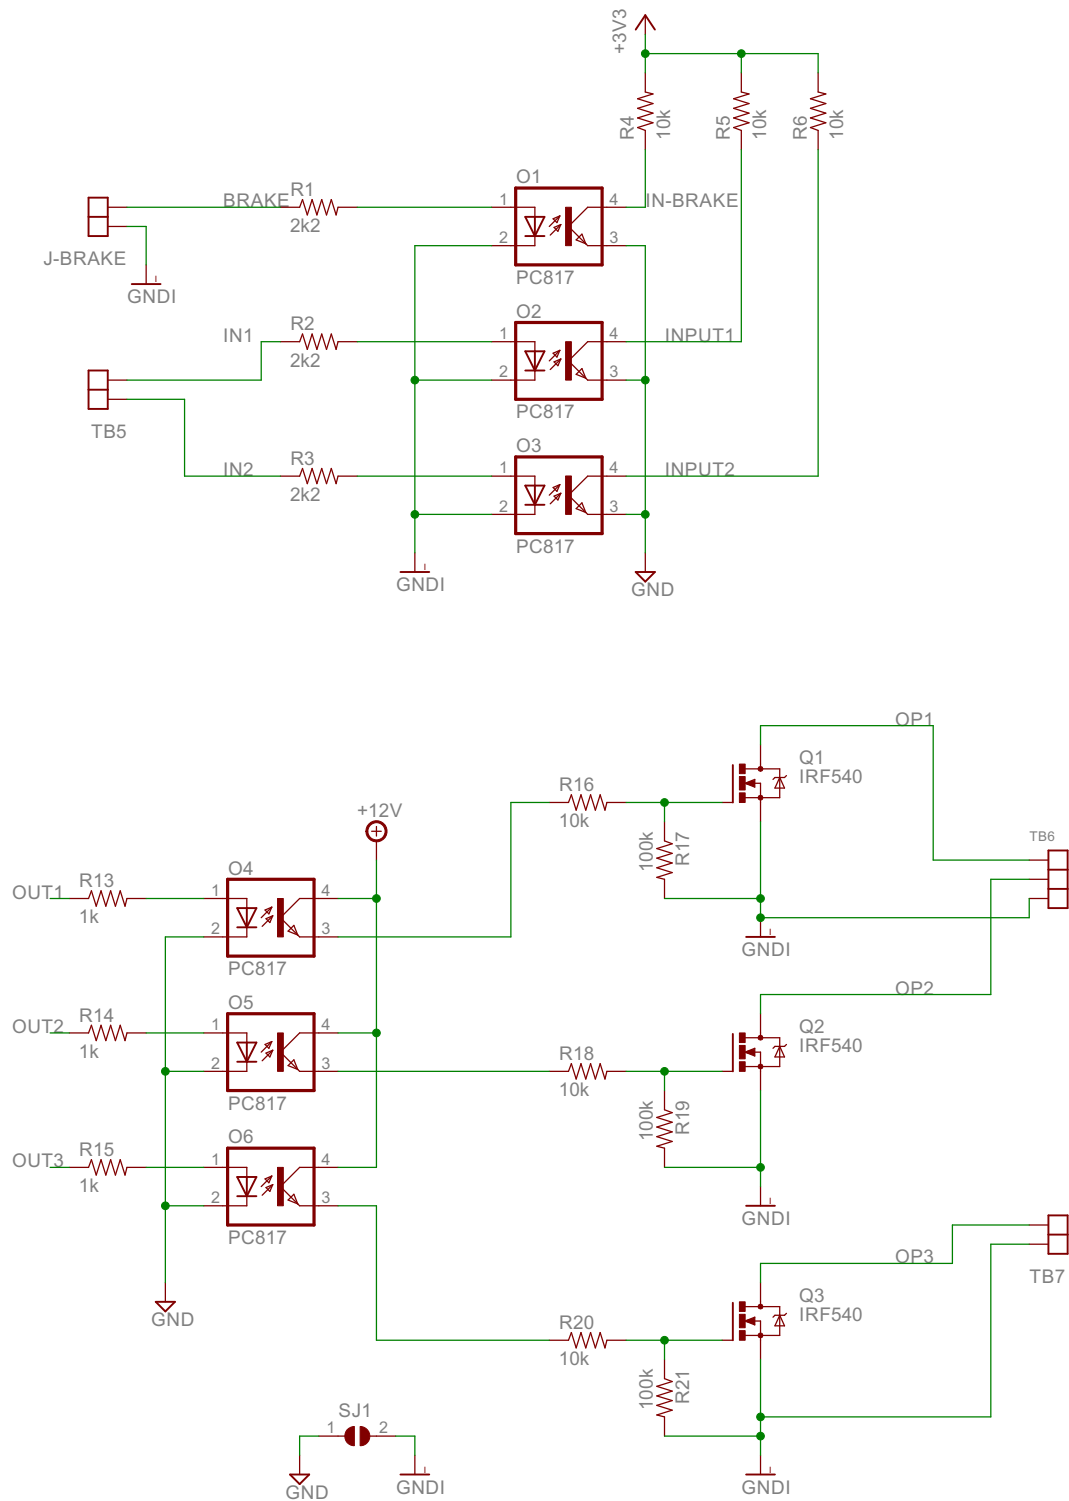 +3V3
R4
10k
R5
10k
R6
10k
BRAKE
R1
2k2
O1
1
2
4
3
PC817
IN-BRAKE
J-BRAKE
GNDI
IN1
R2
2k2
O2
1
2
4
3
PC817
INPUT1
TB5
IN2
R3
2k2
O3
1
2
4
3
PC817
INPUT2
GNDI
GND
OP1
Q1
IRF540
R16
10k
100k
R17
+12V
TB6
OUT1
R13
1k
O4
1
2
4
3
PC817
GNDI
OP2
OUT2
R14
1k
O5
1
2
4
3
PC817
Q2
IRF540
R18
10k
100k
R19
OUT3
R15
1k
O6
1
2
4
3
PC817
GNDI
OP3
TB7
Q3
IRF540
GND
R20
10k
100k
R21
SJ1
1
2
GND
GNDI
GNDI